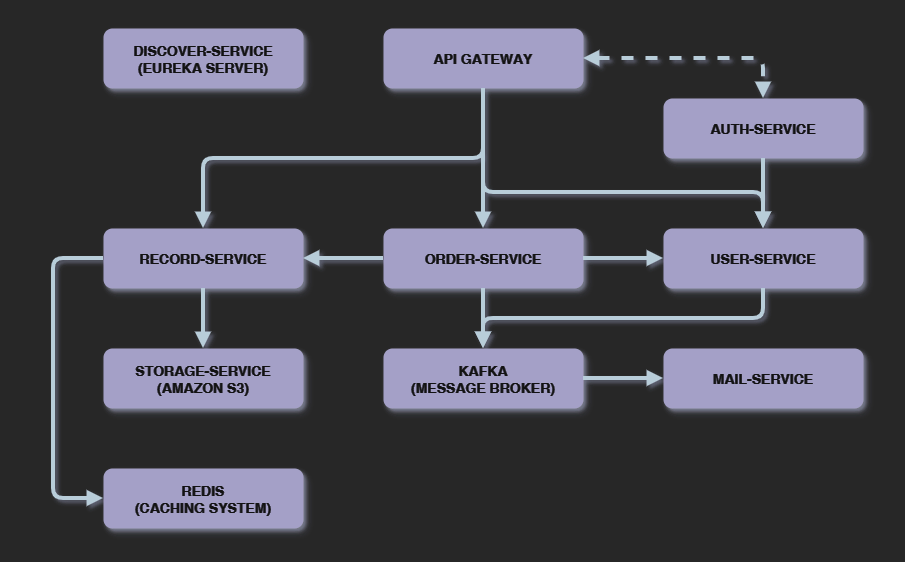 DISCOVER-SERVICE
(EUREKA SERVER)
API GATEWAY
AUTH-SERVICE
RECORD-SERVICE
ORDER-SERVICE
USER-SERVICE
STORAGE-SERVICE
(AMAZON S3)
KAFKA
(MESSAGE BROKER)
MAIL-SERVICE
REDIS
(CACHING SYSTEM)